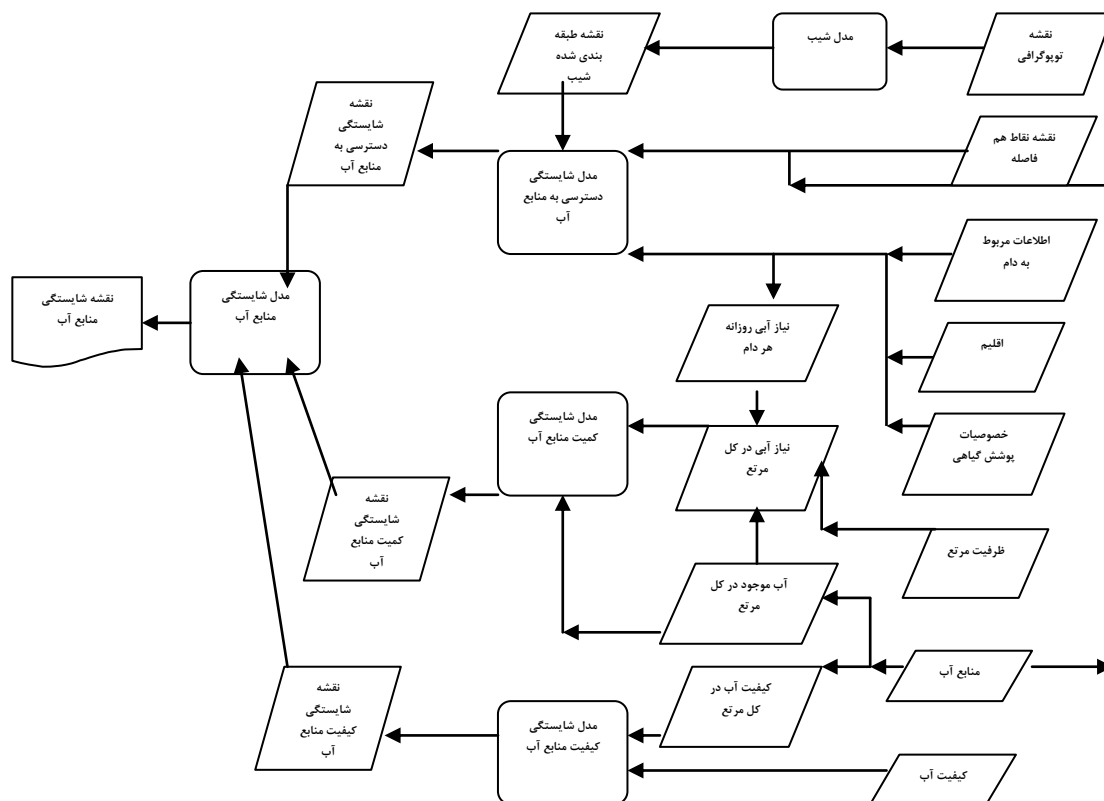 نقشه
توپوگرافی
مدل شیب
نقشه طبقه
بندی شده
شیب
نقشه
شایستگی
دسترسی به
منابع آب
نقشه نقاط هم
فاصله
مدل شایستگی
دسترسی به منابع
آب
اطلاعات مربوط
به دام
مدل شایستگی
منابع آب
نقشه شایستگی
منابع آب
نیاز آبی روزانه
هر دام
اقلیم
خصوصیات
پوشش گیاهی
نیاز آبی در کل
مرتع
مدل شایستگی
کمیت منابع آب
نقشه
شایستگی
کمیت منابع
آب
ظرفیت مرتع
آب موجود در کل
مرتع
منابع آب
کیفیت آب در
کل مرتع
مدل شایستگی
کیفیت منابع آب
نقشه
شایستگی
کیفیت منابع
آب
کیفیت آب